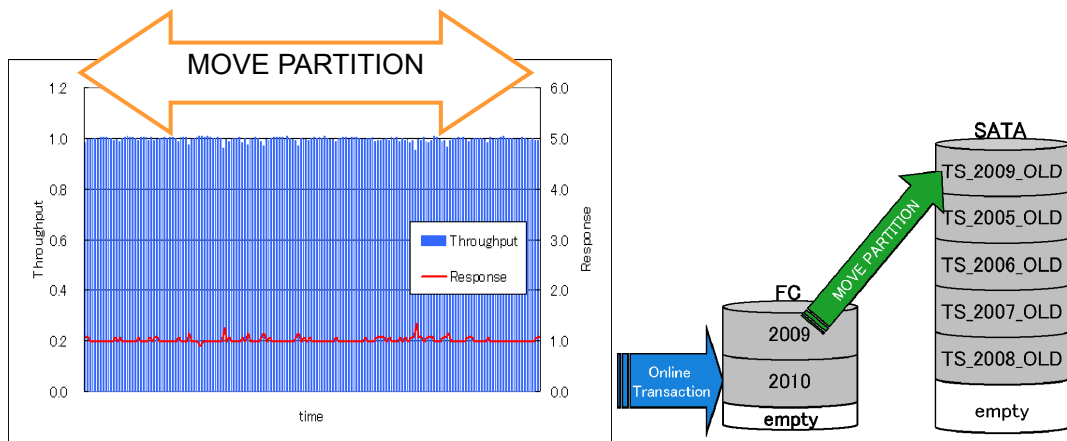 MOVE PARTITION
1.2
1.0
0.8
0.6
0.4
0.2
0.0
Throughput
6.0
5.0
4.0
3.0
2.0
1.0
0.0
Response
Throughput
Response
time
Online
Transaction
FC
2009
2010
empty
MOVE PARTITION
SATA
TS_2009_OLD
TS_2005_OLD
TS_2006_OLD
TS_2007_OLD
TS_2008_OLD
empty